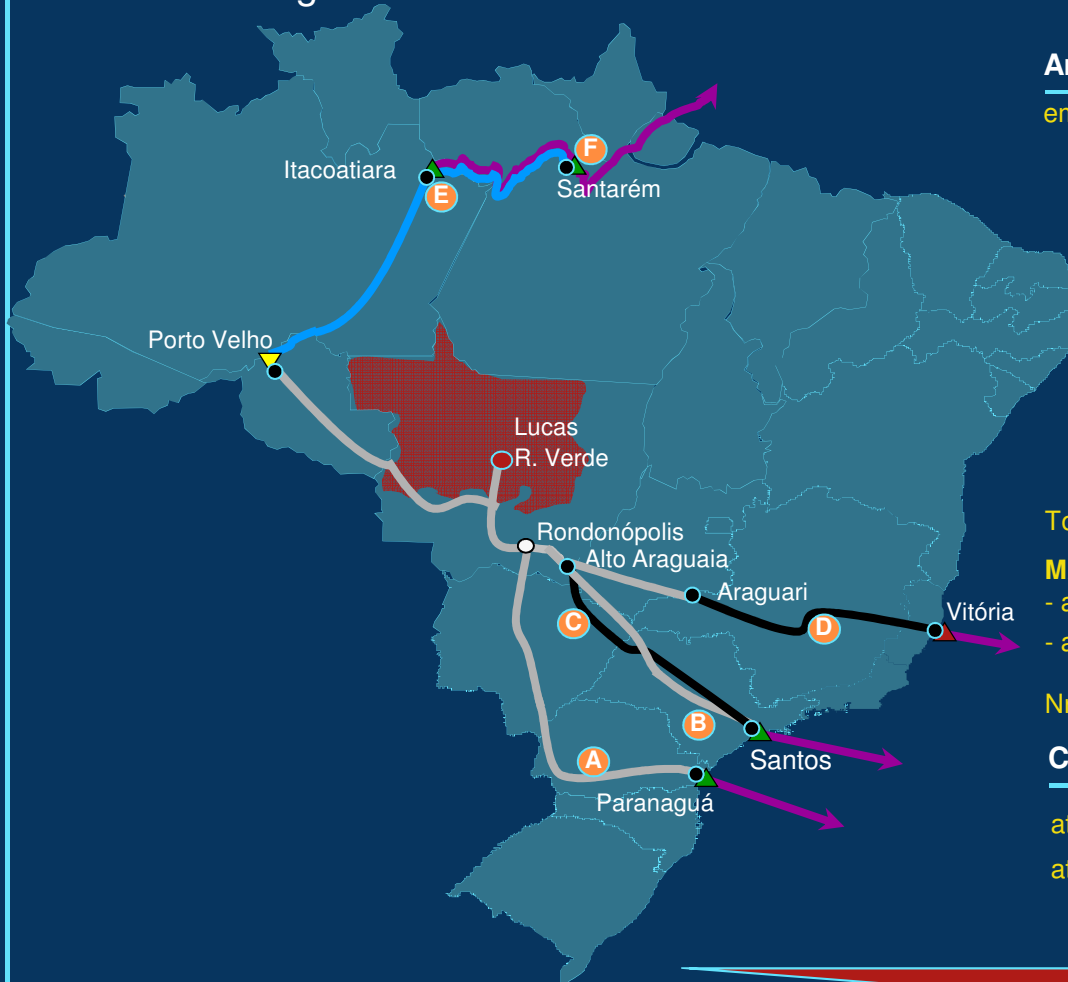 F
Itacoatiara
Santarém
E
Porto Velho
Lucas
R. Verde
Rondonópolis
Alto Araguaia
Araguari
Vitória
C
D
B
Santos
A
Paranaguá